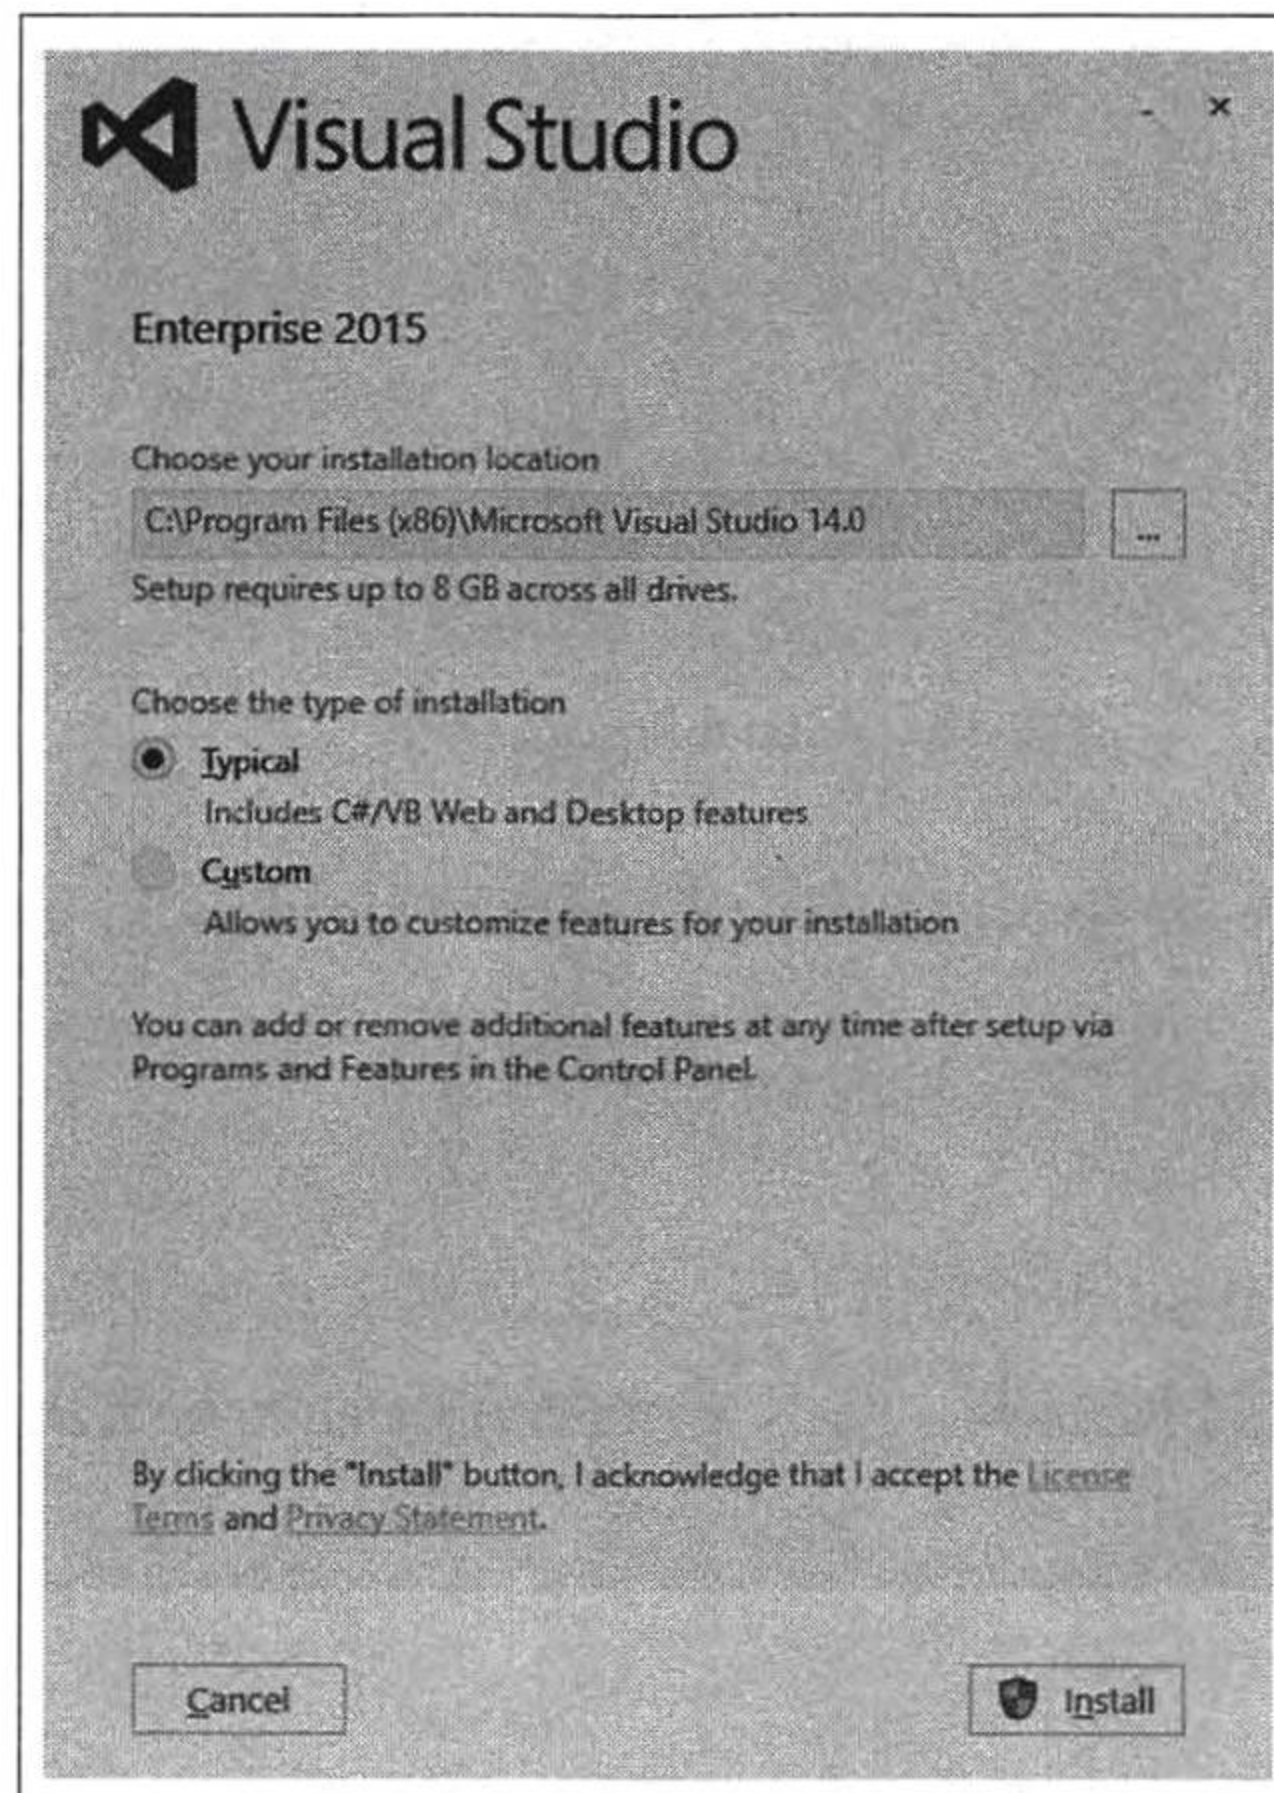 Visual Studio
Enterprise 2015
Choose your installation location
C:\Program Files (x86)\Microsoft Visual Studio 14.0
...
Setup requires up to 8 GB across all drives.
Choose the type of installation
Typical
Includes C#/VB Web and Desktop features
Custom
Allows you to customize features for your installation
You can add or remove additional features at any time after setup via
Programs and Features in the Control Panel.
By clicking the "Install" button, I acknowledge that I accept the License
Terms and Privacy Statement.
Cancel
Install